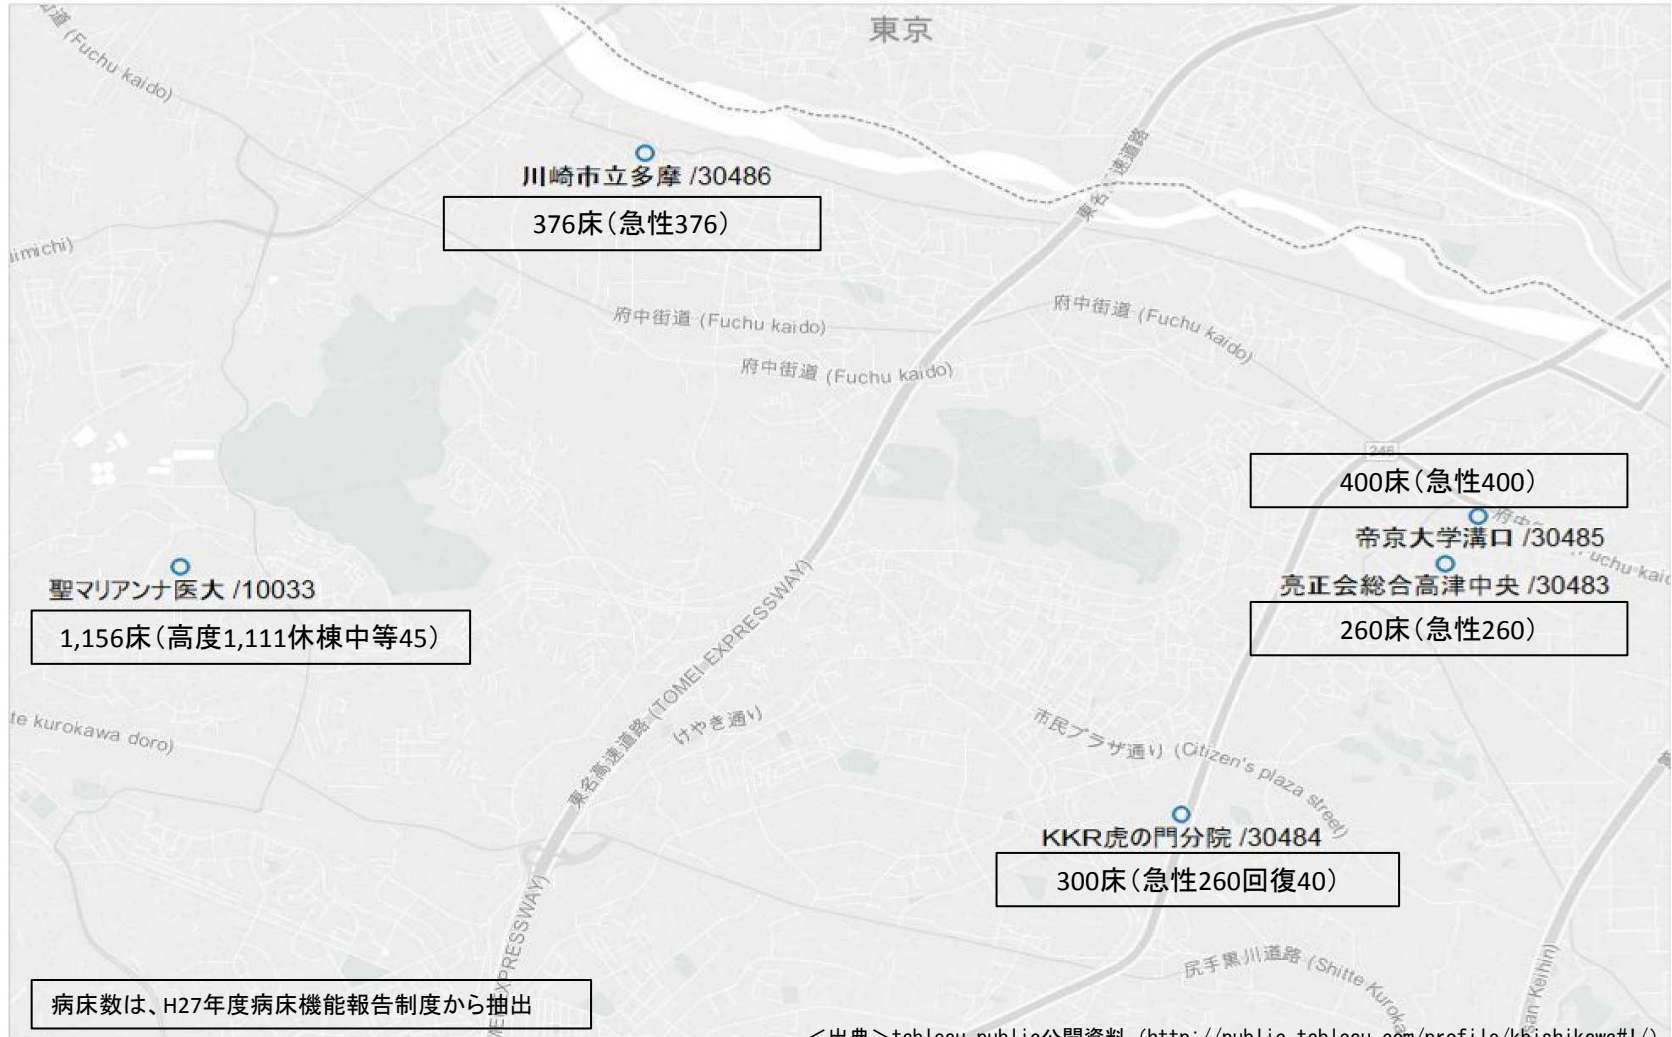 東京
街道 (Fuchu kaido)
川崎市立多摩 /30486
376床（急性376）
東名高速道路
府中街道 (Fuchu kaido)
府中街道 (Fuchu kaido)
府中街道 (Fuchu kaido)
246
400床（急性400）
帝京大学溝口 /30485
亮正会総合高津中央 /30483
260床（急性260）
聖マリアンナ医大 /10033
1,156床（高度1,111休棟中等45）
東名高速道路 (TOMEI EXPRESSWAY)
けやき通り
te kurokawa doro)
市民プラザ通り (Citizen's plaza street)
KKR虎の門分院 /30484
300床（急性260回復40）
尻手黒川道路 (Shitte Kuroka
病床数は、H27年度病床機能報告制度から抽出